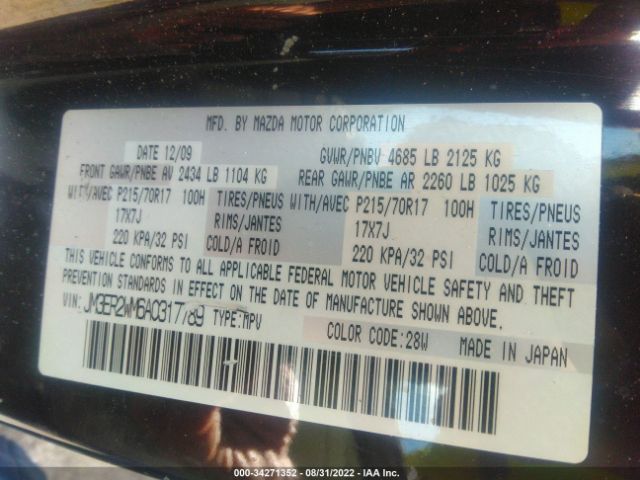 MFD. BY MAZDA MOTOR CORPORATION
DATE 12/09 GVWR/PNBV 4685 LB 2125 KG
FRONT GAWR/PNBE AV 2434 LB 1104 KG REAR GAWR/PNBE AR 2260 LB 1025 KG
WITH/AVEC P215/70R17 100H TIRES/PNEUS WITH/AVEC P215/70R17 100H TIRES/PNEUS
17X7J RIMS/JANTES 17X7J RIMS/JANTES
220 KPA/32 PSI COLD/A FROID 220 KPA/32 PSI COLD/A FROID
THIS VEHICLE CONFORMS TO ALL APPLICABLE FEDERAL MOTOR VEHICLE SAFETY AND THEFT
PREVENTION STANDARDS IN EFFECT ON THE DATE OF MANUFACTURE SHOWN ABOVE.
VIN: JM3ER2WM6A0317789 TYPE: MPV
COLOR CODE: 28W MADE IN JAPAN
000-34271352 - 08/31/2022 - IAA Inc.